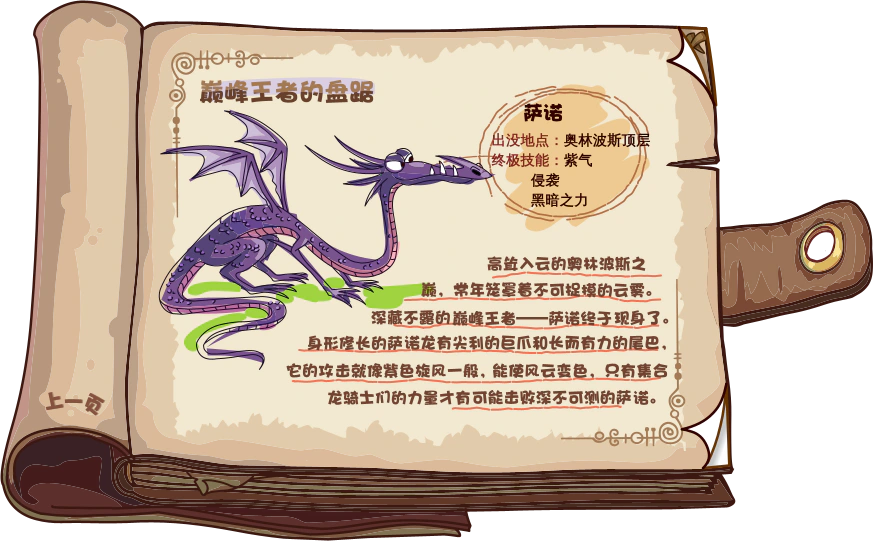 巅峰王者的盘踞
萨诺
出没地点：奥林波斯顶层
终极技能：紫气
侵袭
黑暗之力
高耸入云的奥林波斯之
巅，常年笼罩着不可捉摸的云雾。
深藏不露的巅峰王者——萨诺终于现身了。
身形瘦长的萨诺龙有尖利的巨爪和长而有力的尾巴，
它的攻击就像紫色旋风一般，能使风云变色，只有集合
龙骑士们的力量才有可能击败深不可测的萨诺。
上一页